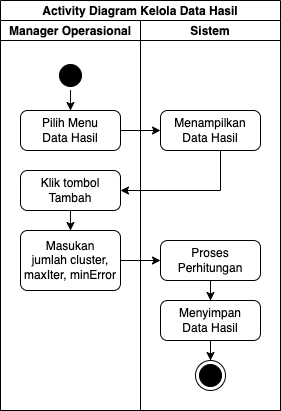 Activity Diagram Kelola Data Hasil
Manager Operasional
Sistem
Pilih Menu
Data Hasil
Menampilkan
Data Hasil
Klik tombol
Tambah
Masukan
jumlah cluster,
maxIter, minError
Proses
Perhitungan
Menyimpan
Data Hasil